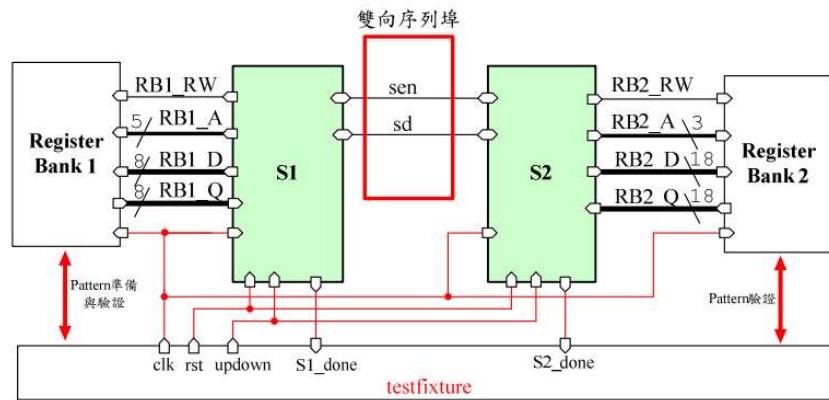 雙向序列埠
RB1_RW
RB1_A
5
RB1_D
8
RB1_Q
8
Register
Bank 1
S1
sen
sd
S2
RB2_RW
RB2_A
3
RB2_D
18
RB2_Q
18
Register
Bank 2
Pattern準備
與驗證
Pattern驗證
clk
rst
updown
S1_done
S2_done
testfixture